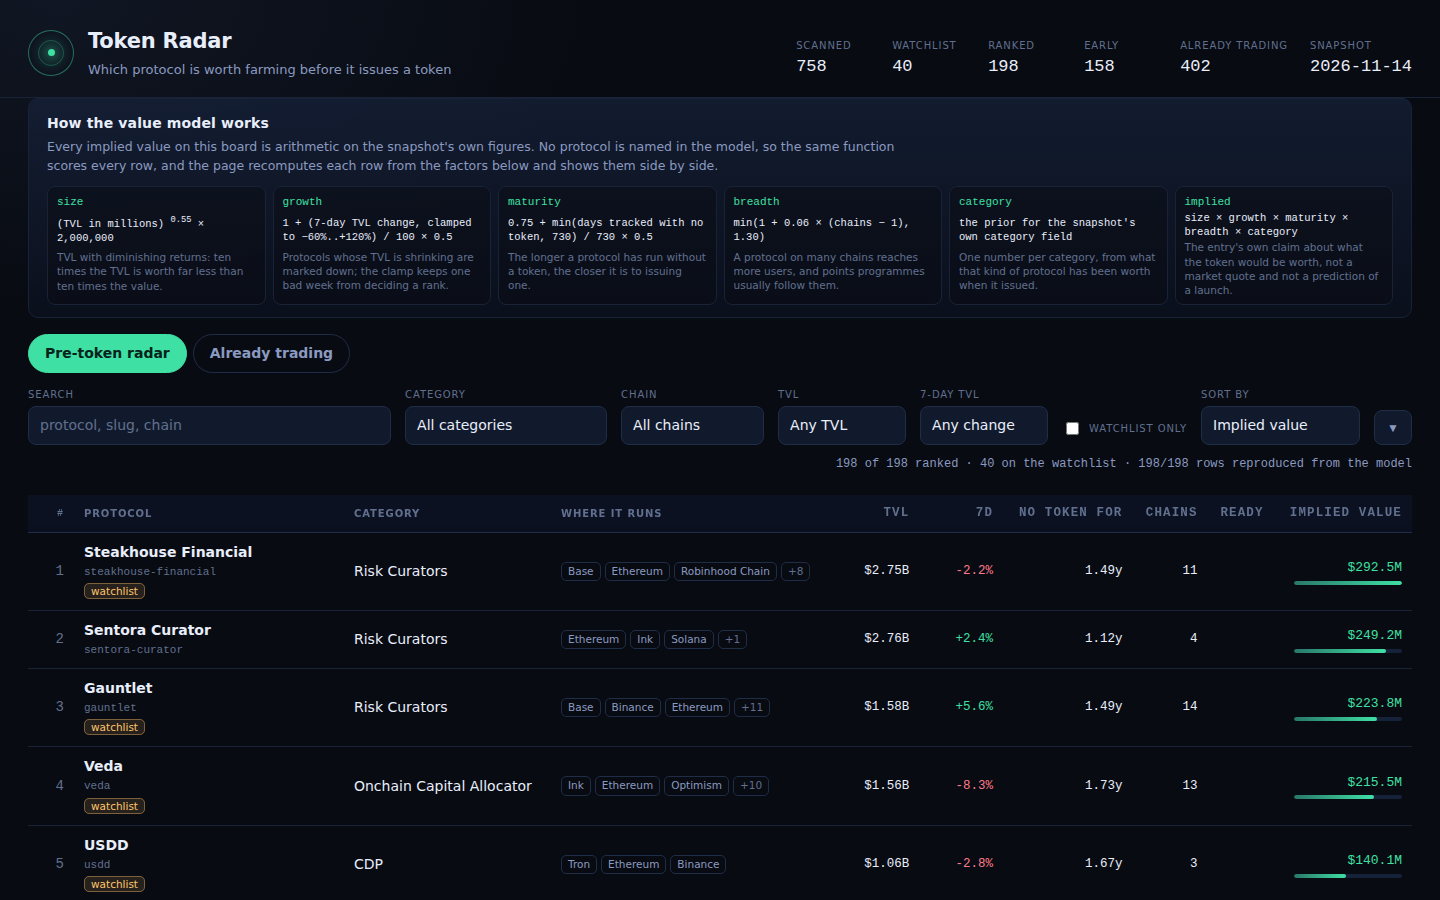 Token Radar
Which protocol is worth farming before it issues a token
SCANNED
758
WATCHLIST
40
RANKED
198
EARLY
158
ALREADY TRADING
402
SNAPSHOT
2026-11-14
How the value model works
Every implied value on this board is arithmetic on the snapshot's own figures. No protocol is named in the model, so the same function
scores every row, and the page recomputes each row from the factors below and shows them side by side.
size
(TVL in millions) 0.55 ×
2,000,000
TVL with diminishing returns: ten
times the TVL is worth far less than
ten times the value.
growth
1 + (7-day TVL change, clamped
to −60%..+120%) / 100 × 0.5
Protocols whose TVL is shrinking are
marked down; the clamp keeps one
bad week from deciding a rank.
maturity
0.75 + min(days tracked with no
token, 730) / 730 × 0.5
The longer a protocol has run without
a token, the closer it is to issuing
one.
breadth
min(1 + 0.06 × (chains − 1),
1.30)
A protocol on many chains reaches
more users, and points programmes
usually follow them.
category
the prior for the snapshot's
own category field
One number per category, from what
that kind of protocol has been worth
when it issued.
implied
size × growth × maturity ×
breadth × category
The entry's own claim about what
the token would be worth, not a
market quote and not a prediction of
a launch.
Pre-token radar
Already trading
SEARCH
protocol, slug, chain
CATEGORY
All categories
CHAIN
All chains
TVL
Any TVL
7-DAY TVL
Any change
WATCHLIST ONLY
SORT BY
Implied value
▼
198 of 198 ranked · 40 on the watchlist · 198/198 rows reproduced from the model
# PROTOCOL CATEGORY WHERE IT RUNS TVL 7D NO TOKEN FOR CHAINS READY IMPLIED VALUE
1 Steakhouse Financial Risk Curators Base Ethereum Robinhood Chain +8 $2.75B -2.2% 1.49y 11 $292.5M
steakhouse-financial
watchlist
2 Sentora Curator Risk Curators Ethereum Ink Solana +1 $2.76B +2.4% 1.12y 4 $249.2M
sentora-curator
3 Gauntlet Risk Curators Base Binance Ethereum +11 $1.58B +5.6% 1.49y 14 $223.8M
gauntlet
watchlist
4 Veda Onchain Capital Allocator Ink Ethereum Optimism +10 $1.56B -8.3% 1.73y 13 $215.5M
veda
watchlist
5 USDD CDP Tron Ethereum Binance $1.06B -2.8% 1.67y 3 $140.1M
usdd
watchlist